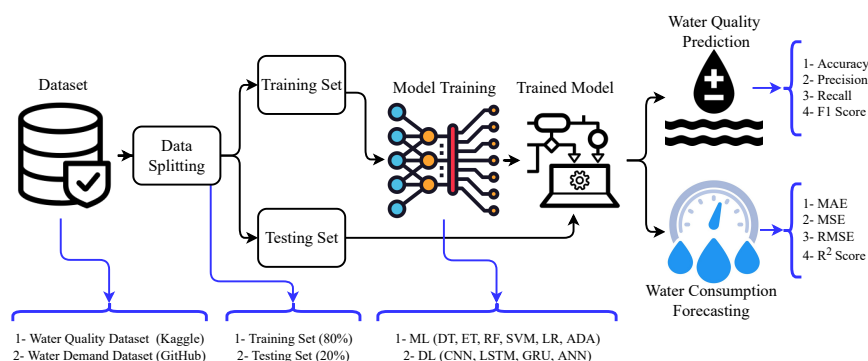 Dataset
Data
Splitting
Training Set
Testing Set
Model Training
Trained Model
Water Quality
Prediction
1- Accuracy
2- Precision
3- Recall
4- F1 Score
Water Consumption
Forecasting
1- MAE
2- MSE
3- RMSE
4- R² Score
1- Water Quality Dataset (Kaggle)
2- Water Demand Dataset (GitHub)
1- Training Set (80%)
2- Testing Set (20%)
1- ML (DT, ET, RF, SVM, LR, ADA)
2- DL (CNN, LSTM, GRU, ANN)